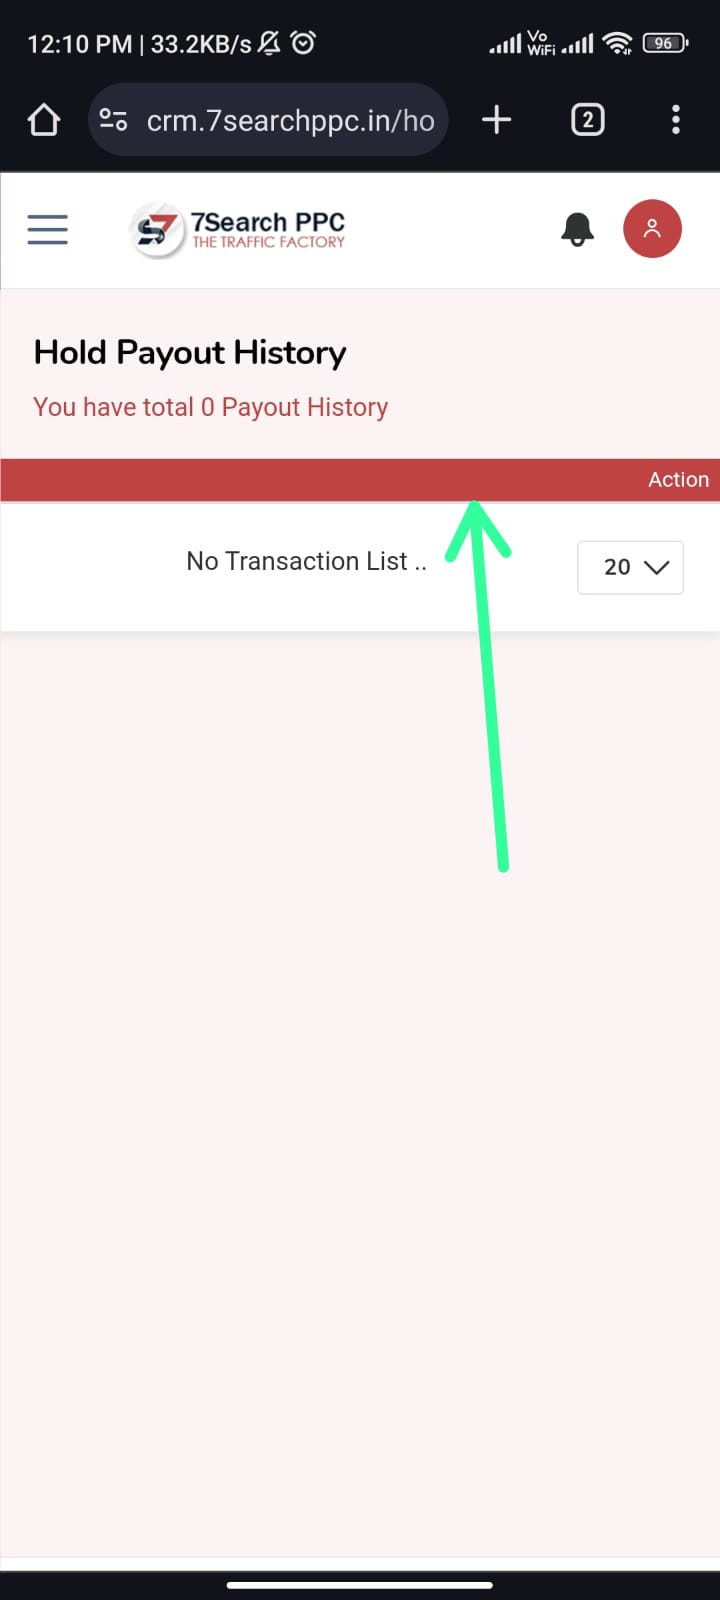 12:10 PM | 33.2KB/s
Vo
WiFi
96
crm.7searchppc.in/ho
2
7Search PPC
THE TRAFFIC FACTORY
Hold Payout History
You have total 0 Payout History
Action
No Transaction List ..
20